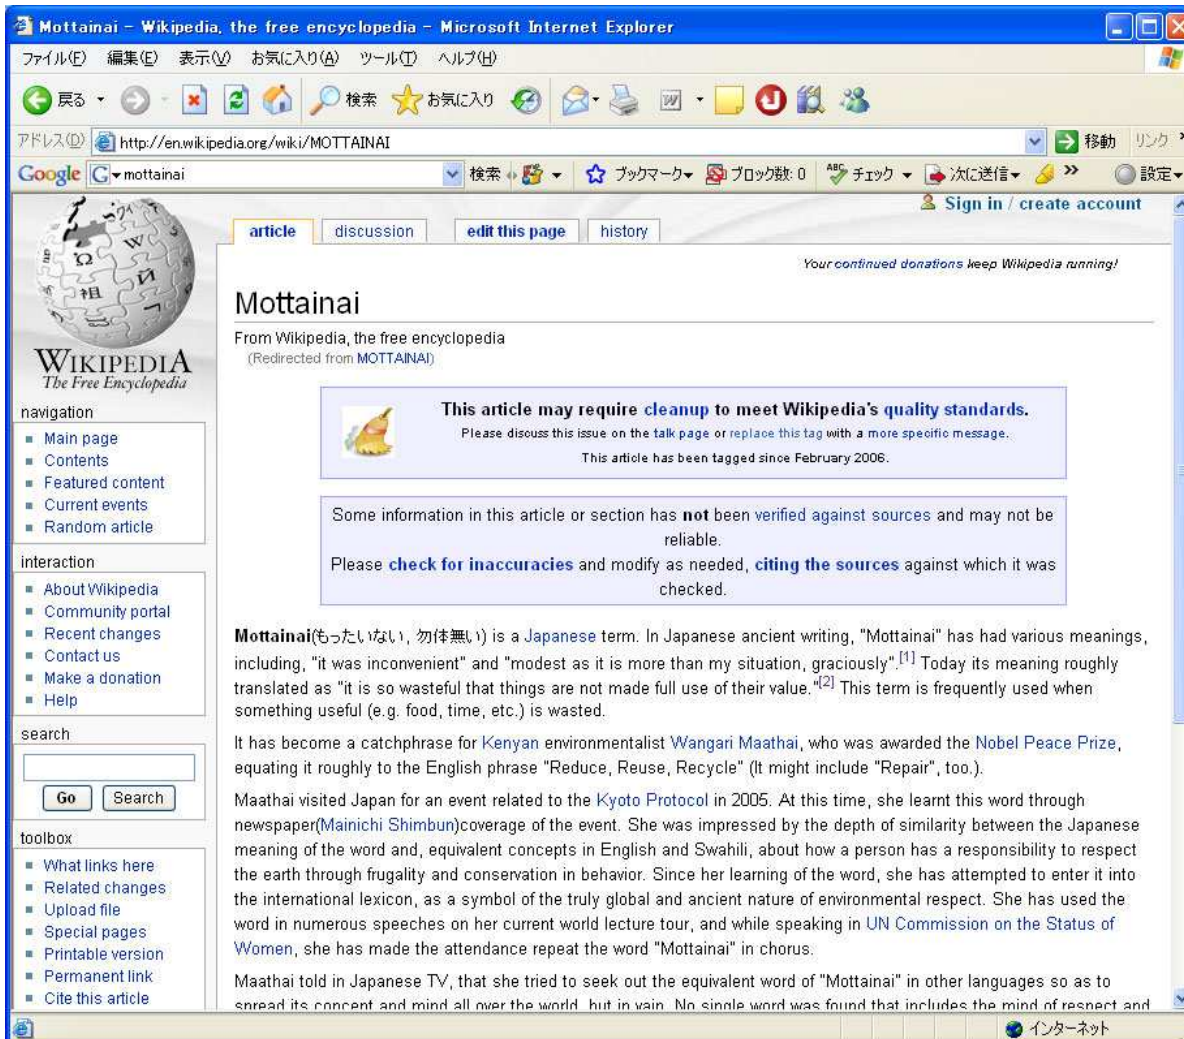 Mottainai - Wikipedia, the free encyclopedia - Microsoft Internet Explorer
ファイル(F) 編集(E) 表示(V) お気に入り(A) ツール(T) ヘルプ(H)
戻る 検索 お気に入り
アドレス(D) http://en.wikipedia.org/wiki/MOTTAINAI 移動 リンク
Google mottainai 検索 ブックマーク ブロック数: 0 チェック 次に送信 設定
Sign in / create account
article discussion edit this page history
Your continued donations keep Wikipedia running!
Mottainai
From Wikipedia, the free encyclopedia
(Redirected from MOTTAINAI)
WIKIPEDIA
The Free Encyclopedia
navigation
Main page
Contents
Featured content
Current events
Random article
interaction
About Wikipedia
Community portal
Recent changes
Contact us
Make a donation
Help
search
Go Search
toolbox
What links here
Related changes
Upload file
Special pages
Printable version
Permanent link
Cite this article
This article may require cleanup to meet Wikipedia's quality standards.
Please discuss this issue on the talk page or replace this tag with a more specific message.
This article has been tagged since February 2006.
Some information in this article or section has not been verified against sources and may not be
reliable.
Please check for inaccuracies and modify as needed, citing the sources against which it was
checked.
Mottainai(もったいない, 勿体無い) is a Japanese term. In Japanese ancient writing, "Mottainai" has had various meanings,
including, "it was inconvenient" and "modest as it is more than my situation, graciously".[1] Today its meaning roughly
translated as "it is so wasteful that things are not made full use of their value."[2] This term is frequently used when
something useful (e.g. food, time, etc.) is wasted.
It has become a catchphrase for Kenyan environmentalist Wangari Maathai, who was awarded the Nobel Peace Prize,
equating it roughly to the English phrase "Reduce, Reuse, Recycle" (It might include "Repair", too.).
Maathai visited Japan for an event related to the Kyoto Protocol in 2005. At this time, she learnt this word through
newspaper(Mainichi Shimbun)coverage of the event. She was impressed by the depth of similarity between the Japanese
meaning of the word and, equivalent concepts in English and Swahili, about how a person has a responsibility to respect
the earth through frugality and conservation in behavior. Since her learning of the word, she has attempted to enter it into
the international lexicon, as a symbol of the truly global and ancient nature of environmental respect. She has used the
word in numerous speeches on her current world lecture tour, and while speaking in UN Commission on the Status of
Women, she has made the attendance repeat the word "Mottainai" in chorus.
Maathai told in Japanese TV, that she tried to seek out the equivalent word of "Mottainai" in other languages so as to
spread its concept and mind all over the world, but in vain. No single word was found that includes the mind of respect and
インターネット